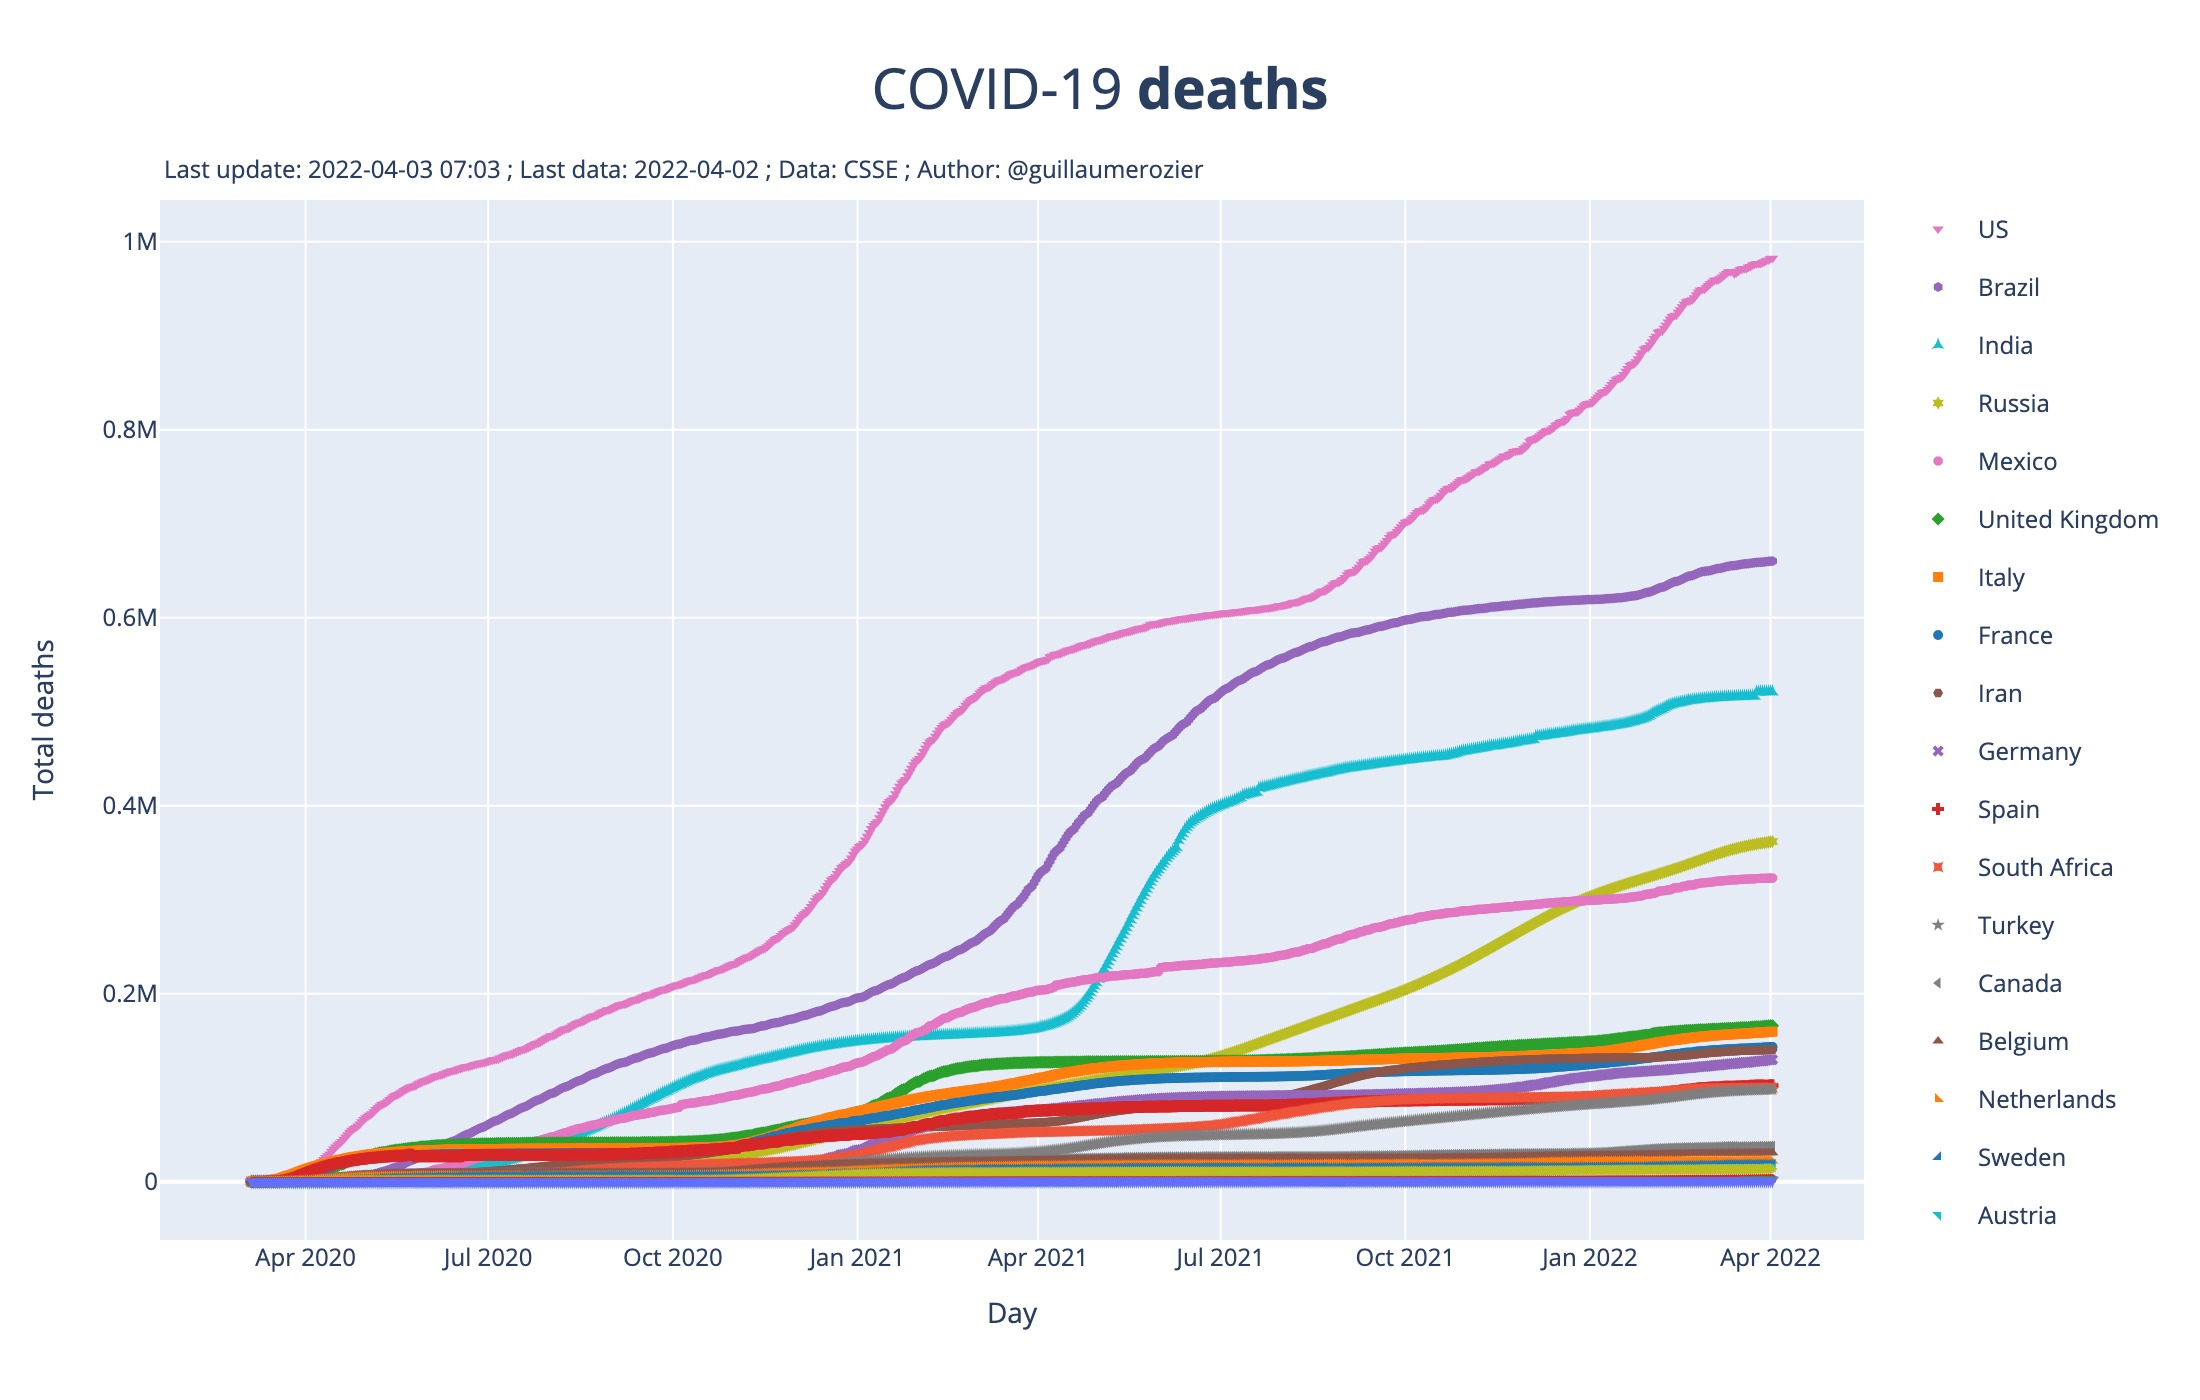 COVID-19 deaths
Last update: 2022-04-03 07:03 ; Last data: 2022-04-02 ; Data: CSSE ; Author: @guillaumerozier
1M
0.8M
0.6M
0.4M
0.2M
0
Total deaths
Apr 2020
Jul 2020
Oct 2020
Jan 2021
Apr 2021
Jul 2021
Oct 2021
Jan 2022
Apr 2022
Day
US
Brazil
India
Russia
Mexico
United Kingdom
Italy
France
Iran
Germany
Spain
South Africa
Turkey
Canada
Belgium
Netherlands
Sweden
Austria